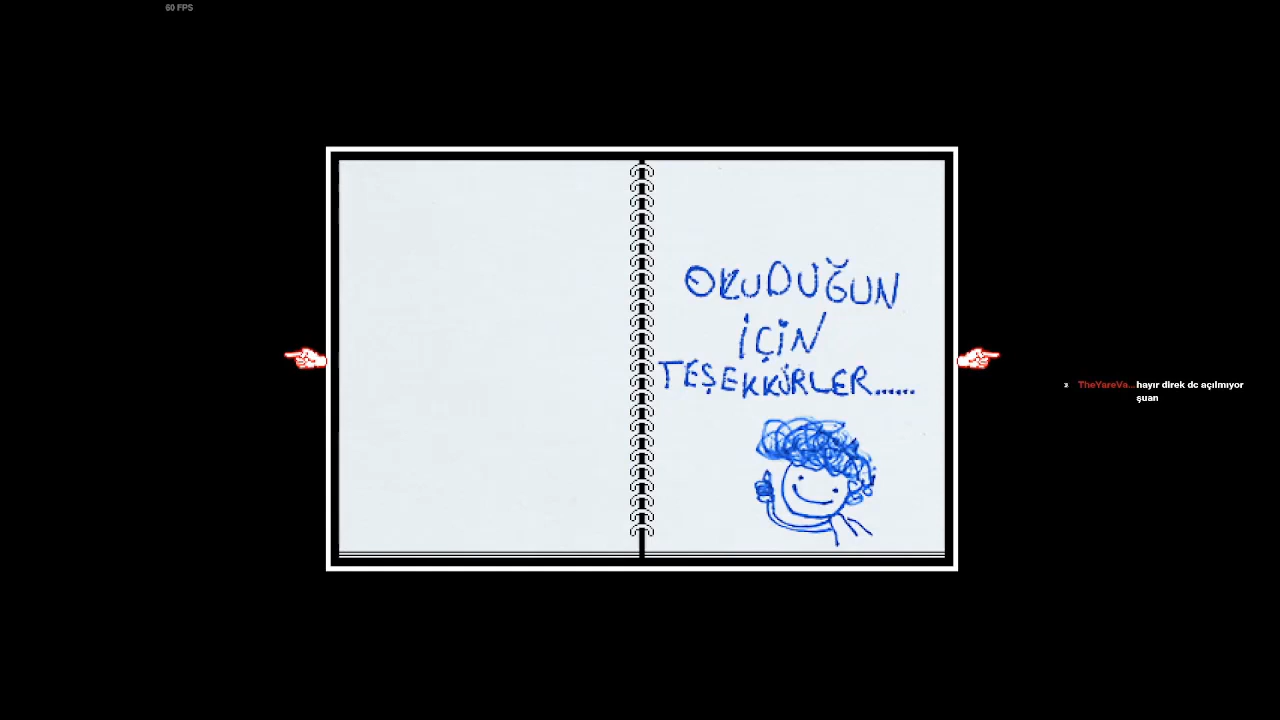 60 FPS
OKUDUĞUN
İÇİN
TEŞEKKÜRLER......
TheYareVa... hayır direk dc açılmıyor
şuan